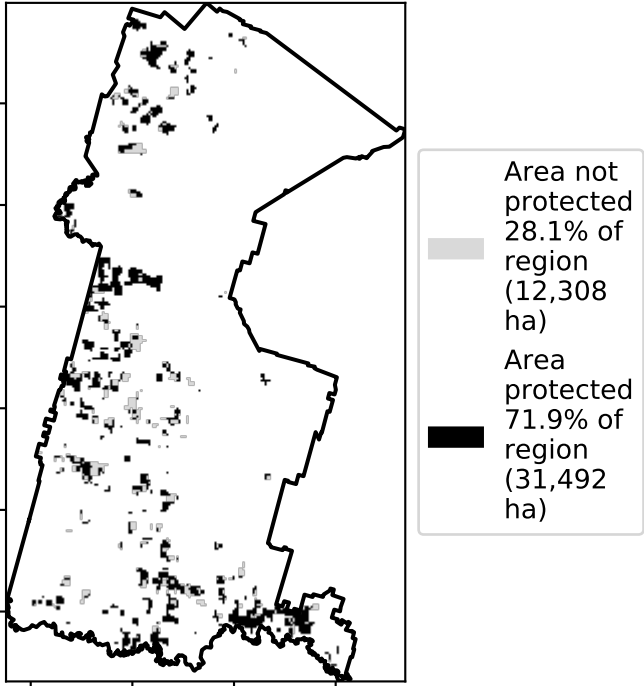 Area not
protected
28.1% of
region
(12,308
ha)
Area
protected
71.9% of
region
(31,492
ha)